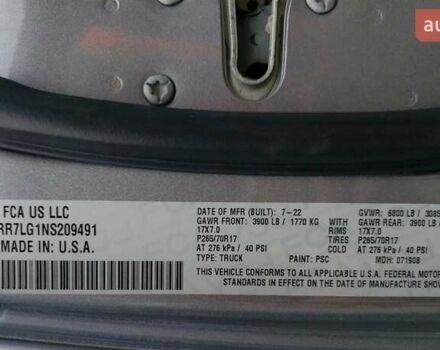 au
FCA US LLC
RR7LG1NS209491
MADE IN U.S.A.
DATE OF MFR (BUILT): 7-22
GVWR: 6800 LB / 3085
GAWR FRONT: 3900 LB / 1770 KG
GAWR REAR: 3900 LB
17X7.0
RIMS
17X7.0
P265/70R17
TIRES
P265/70R17
AT 276 kPa / 40 PSI
COLD
AT 276 kPa / 40 PSI
THIS VEHICLE CONFORMS TO ALL APPLICABLE U.S.A. FEDERAL MOTOR
STANDARDS IN EFFECT ON THE DATE OF MANUFACTURE SHOW
TYPE: TRUCK
PAINT: PSC
MDH: 071908